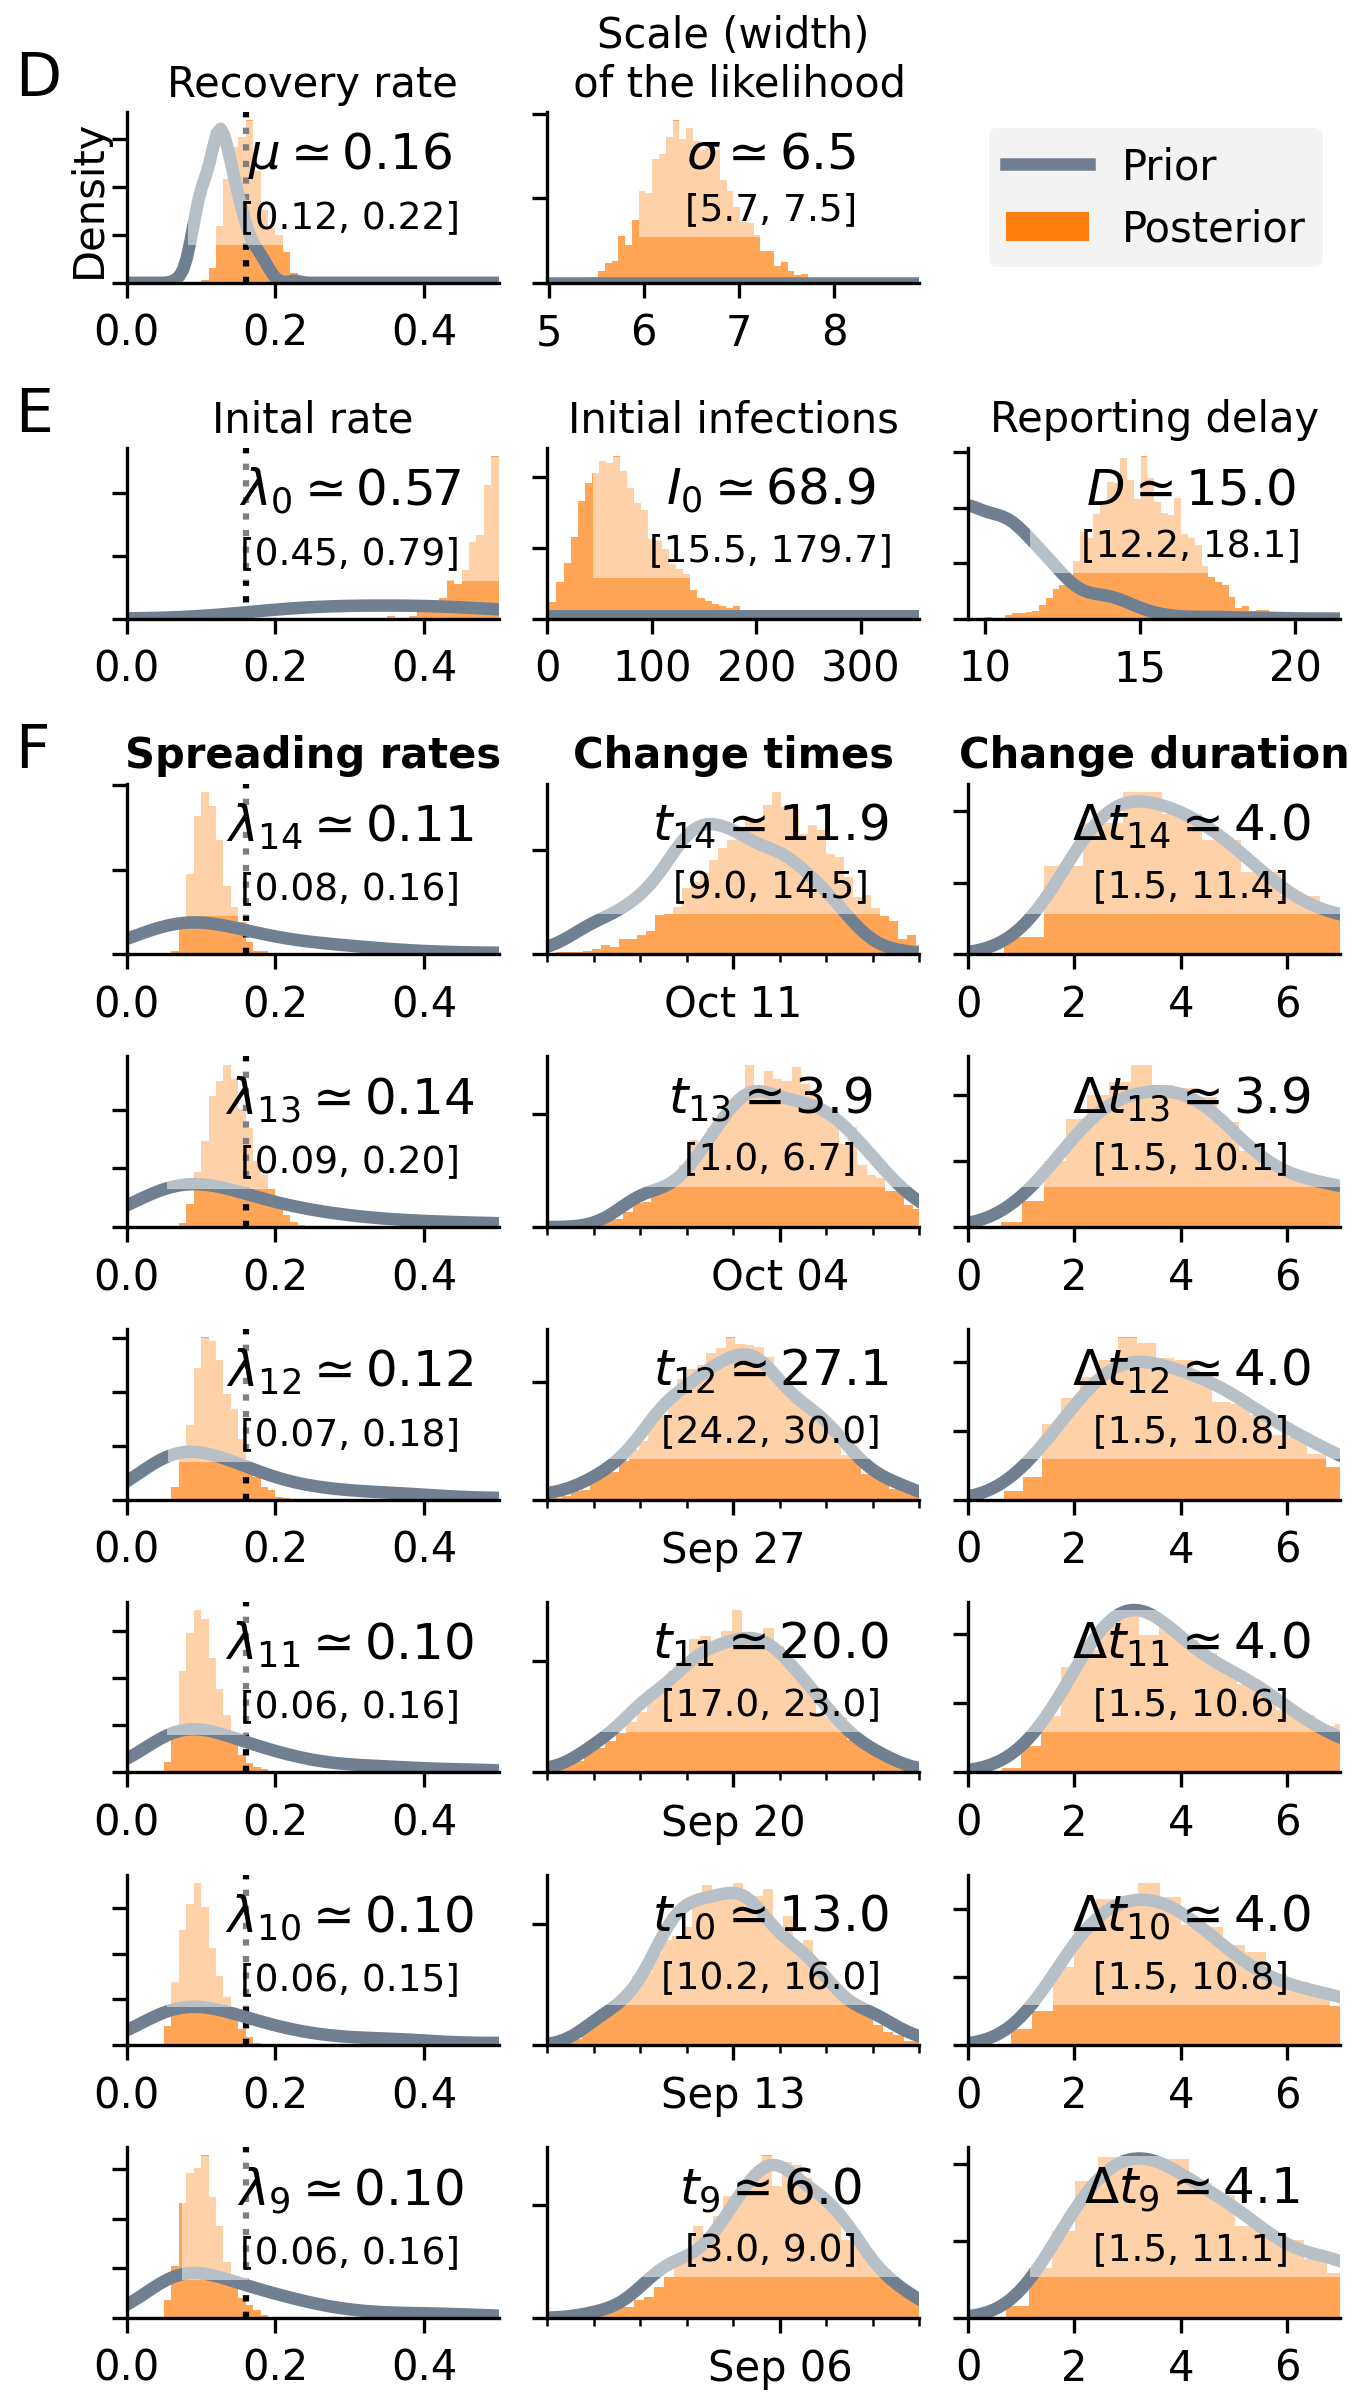 D
Recovery rate
Scale (width)
of the likelihood
Density
μ ≃ 0.16
[0.12, 0.22]
σ ≃ 6.5
[5.7, 7.5]
Prior
Posterior
0.0 0.2 0.4
5 6 7 8
E
Inital rate
Initial infections
Reporting delay
λ0 ≃ 0.57
[0.45, 0.79]
I0 ≃ 68.9
[15.5, 179.7]
D ≃ 15.0
[12.2, 18.1]
0.0 0.2 0.4
0 100 200 300
10 15 20
F
Spreading rates
Change times
Change duration
λ14 ≃ 0.11
[0.08, 0.16]
t14 ≃ 11.9
[9.0, 14.5]
Δt14 ≃ 4.0
[1.5, 11.4]
0.0 0.2 0.4
Oct 11
0 2 4 6
λ13 ≃ 0.14
[0.09, 0.20]
t13 ≃ 3.9
[1.0, 6.7]
Δt13 ≃ 3.9
[1.5, 10.1]
0.0 0.2 0.4
Oct 04
0 2 4 6
λ12 ≃ 0.12
[0.07, 0.18]
t12 ≃ 27.1
[24.2, 30.0]
Δt12 ≃ 4.0
[1.5, 10.8]
0.0 0.2 0.4
Sep 27
0 2 4 6
λ11 ≃ 0.10
[0.06, 0.16]
t11 ≃ 20.0
[17.0, 23.0]
Δt11 ≃ 4.0
[1.5, 10.6]
0.0 0.2 0.4
Sep 20
0 2 4 6
λ10 ≃ 0.10
[0.06, 0.15]
t10 ≃ 13.0
[10.2, 16.0]
Δt10 ≃ 4.0
[1.5, 10.8]
0.0 0.2 0.4
Sep 13
0 2 4 6
λ9 ≃ 0.10
[0.06, 0.16]
t9 ≃ 6.0
[3.0, 9.0]
Δt9 ≃ 4.1
[1.5, 11.1]
0.0 0.2 0.4
Sep 06
0 2 4 6